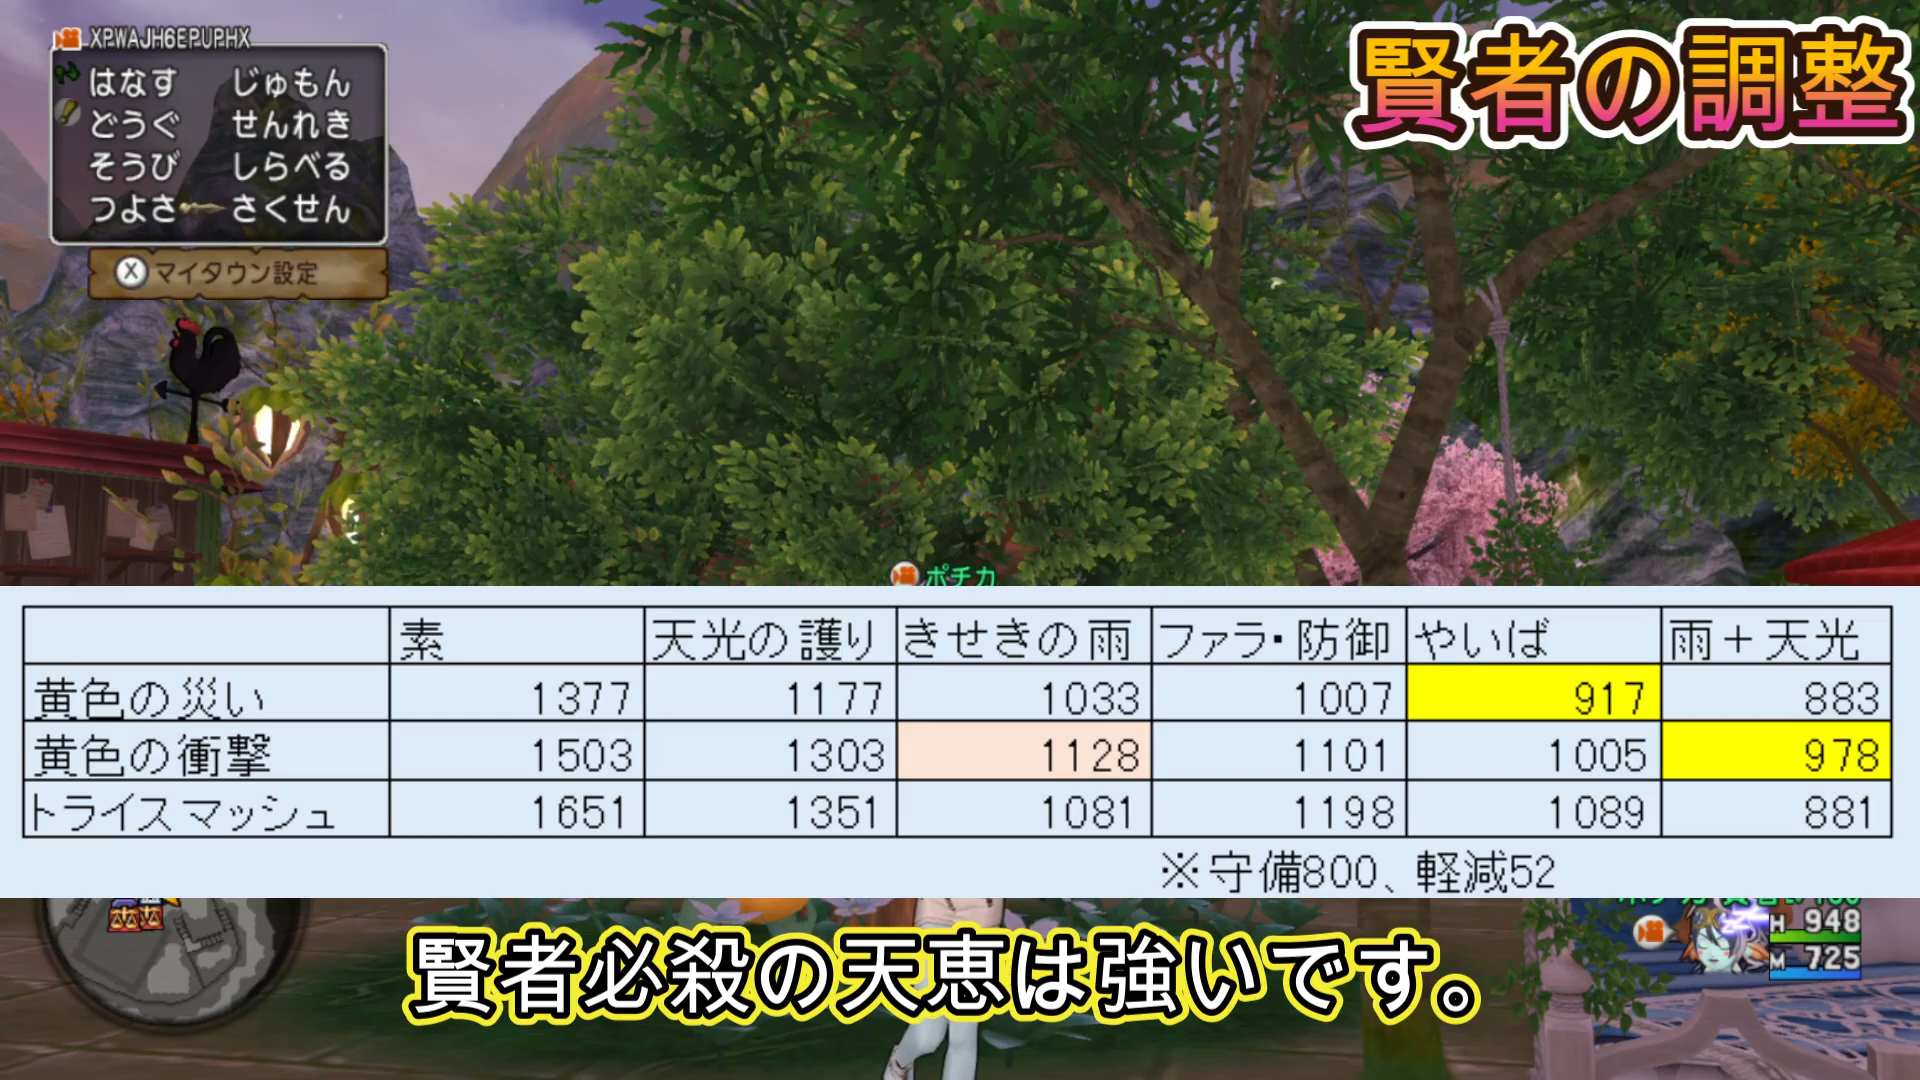 XPWAJH6EPUPHX
はなす じゅもん
どうぐ せんれき
そうび しらべる
つよさ さくせん
X マイタウン設定
賢者の調整
ポチカ
素 天光の護り きせきの雨 ファラ・防御 やいば 雨+天光
黄色の災い 1377 1177 1033 1007 917 883
黄色の衝撃 1503 1303 1128 1101 1005 978
トライスマッシュ 1651 1351 1081 1198 1089 881
※守備800、軽減52
H 948
M 725
賢者必殺の天恵は強いです。